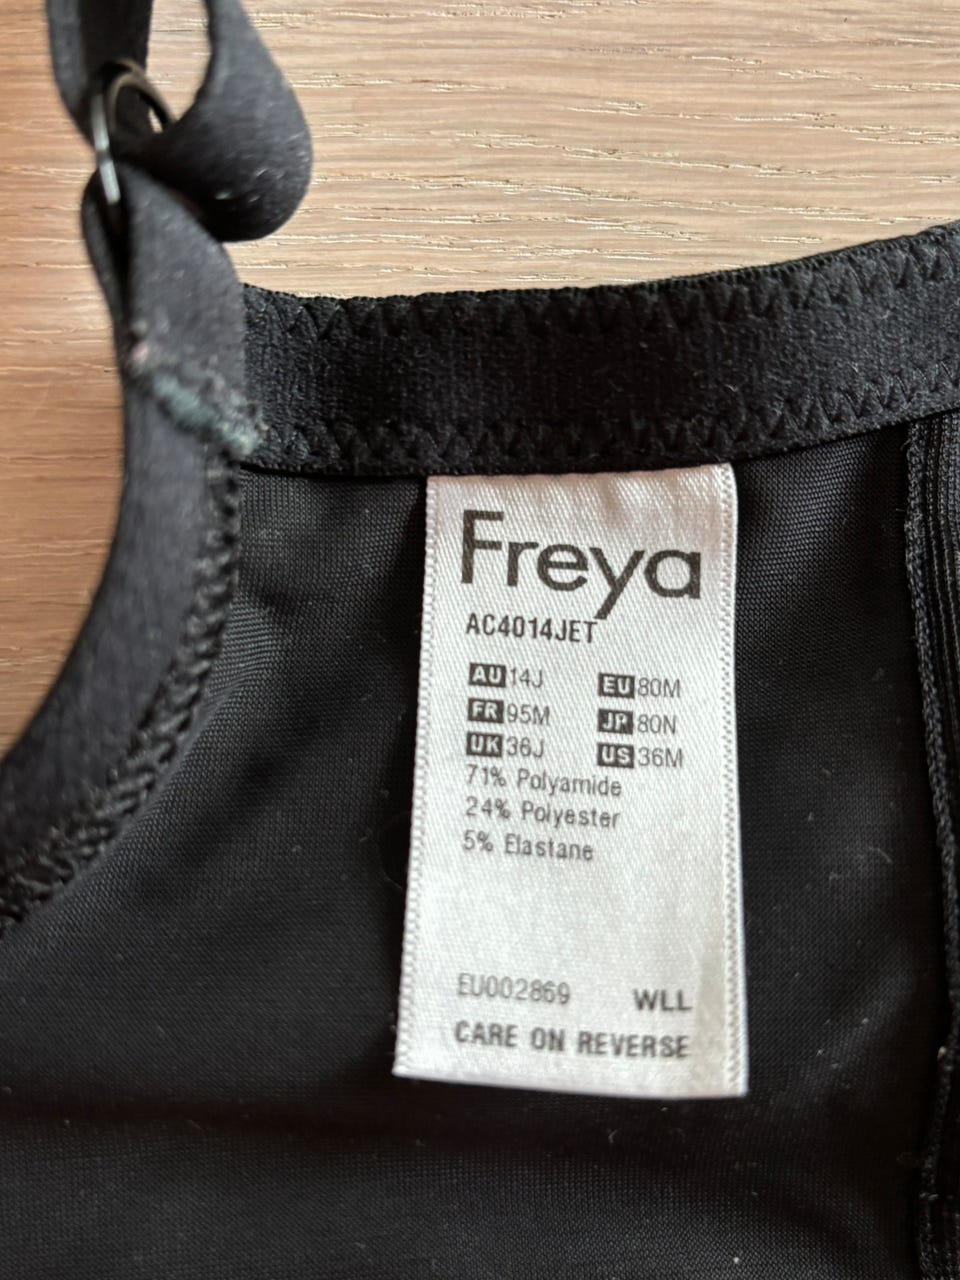 Freya
AC4014JET
AU 14J EU 80M
FR 95M JP 80N
UK 36J US 36M
71% Polyamide
24% Polyester
5% Elastane
EU002869 WLL
CARE ON REVERSE